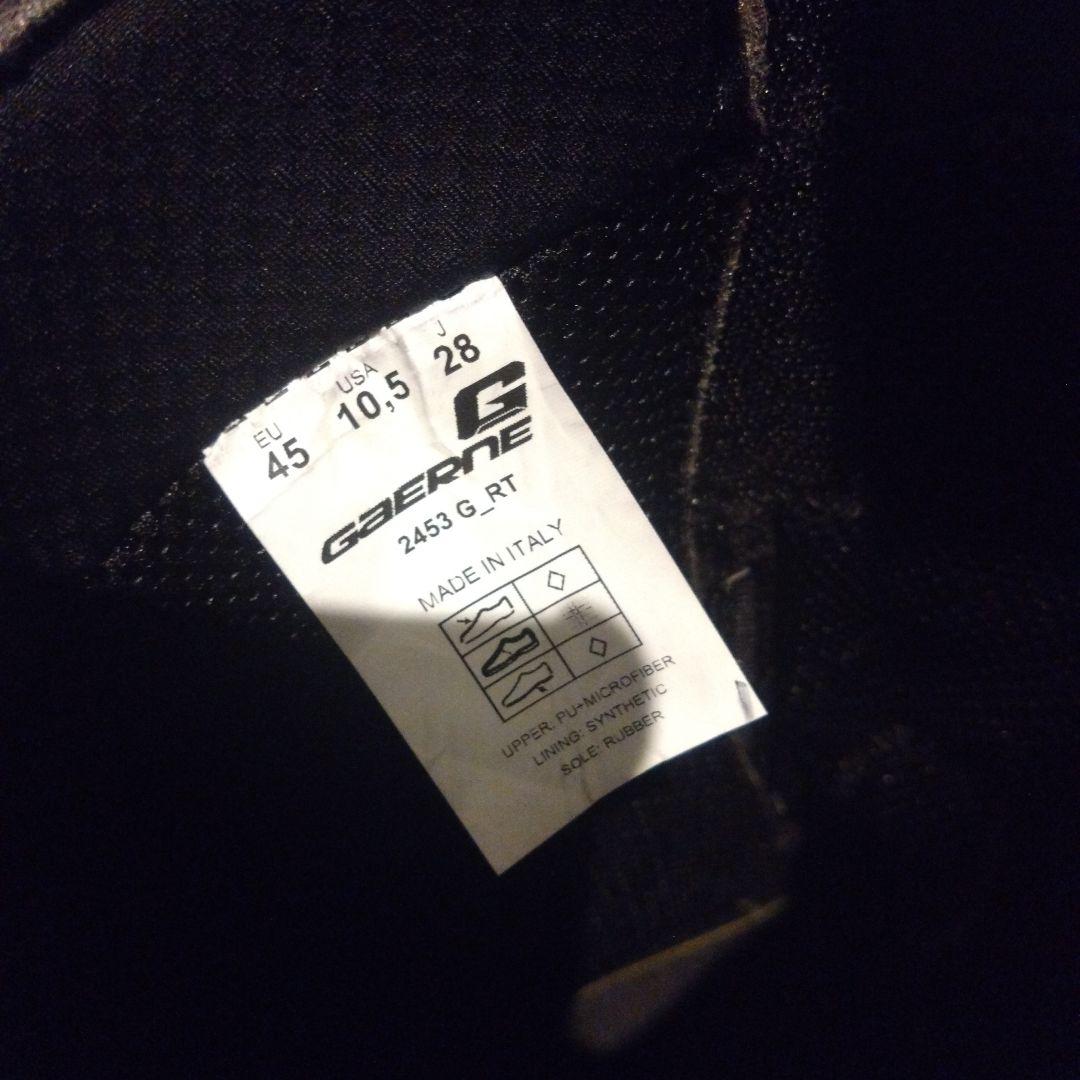 EU USA J
45 10,5 28
G
GAERNE
2453 G_RT
MADE IN ITALY
UPPER: PU+MICROFIBER
LINING: SYNTHETIC
SOLE: RUBBER